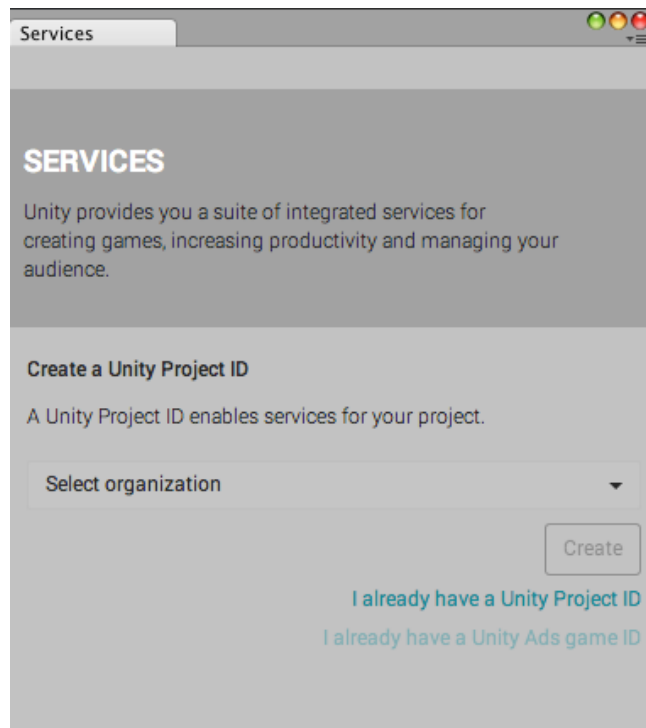 Services
SERVICES
Unity provides you a suite of integrated services for
creating games, increasing productivity and managing your
audience.
Create a Unity Project ID
A Unity Project ID enables services for your project.
Select organization
Create
I already have a Unity Project ID
I already have a Unity Ads game ID